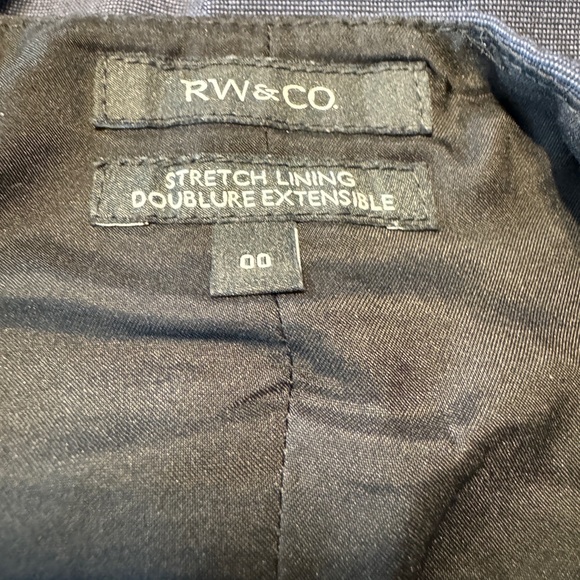 RW&CO.
STRETCH LINING
DOUBLURE EXTENSIBLE
00